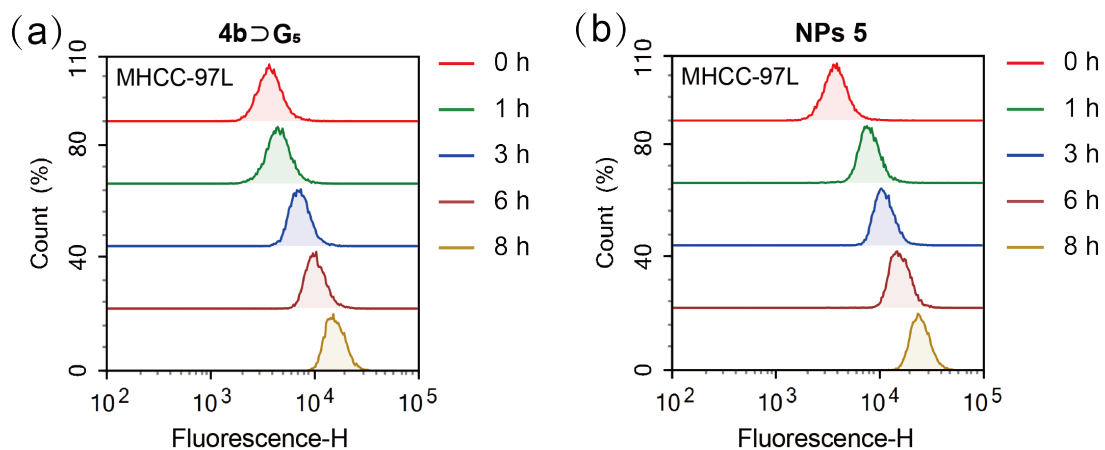 (a)
4b⊃G₅
MHCC-97L
110
80
40
0
Count (%)
10²
10³
10⁴
10⁵
Fluorescence-H
0 h
1 h
3 h
6 h
8 h
(b)
NPs 5
MHCC-97L
110
80
40
0
Count (%)
10²
10³
10⁴
10⁵
Fluorescence-H
0 h
1 h
3 h
6 h
8 h